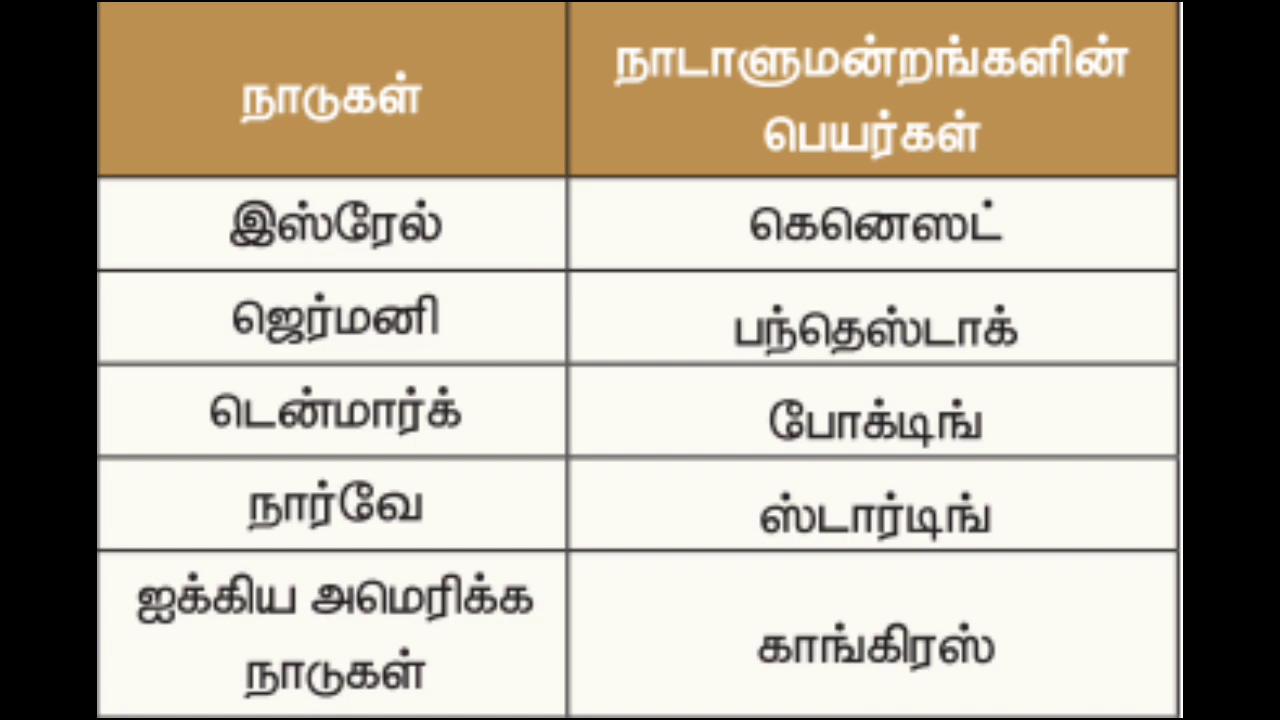 நாடுகள்
நாடாளுமன்றங்களின்
பெயர்கள்
இஸ்ரேல் கெனெஸட்
ஜெர்மனி பந்தெஸ்டாக்
டென்மார்க் போக்டிங்
நார்வே ஸ்டார்டிங்
ஐக்கிய அமெரிக்க
நாடுகள்
காங்கிரஸ்